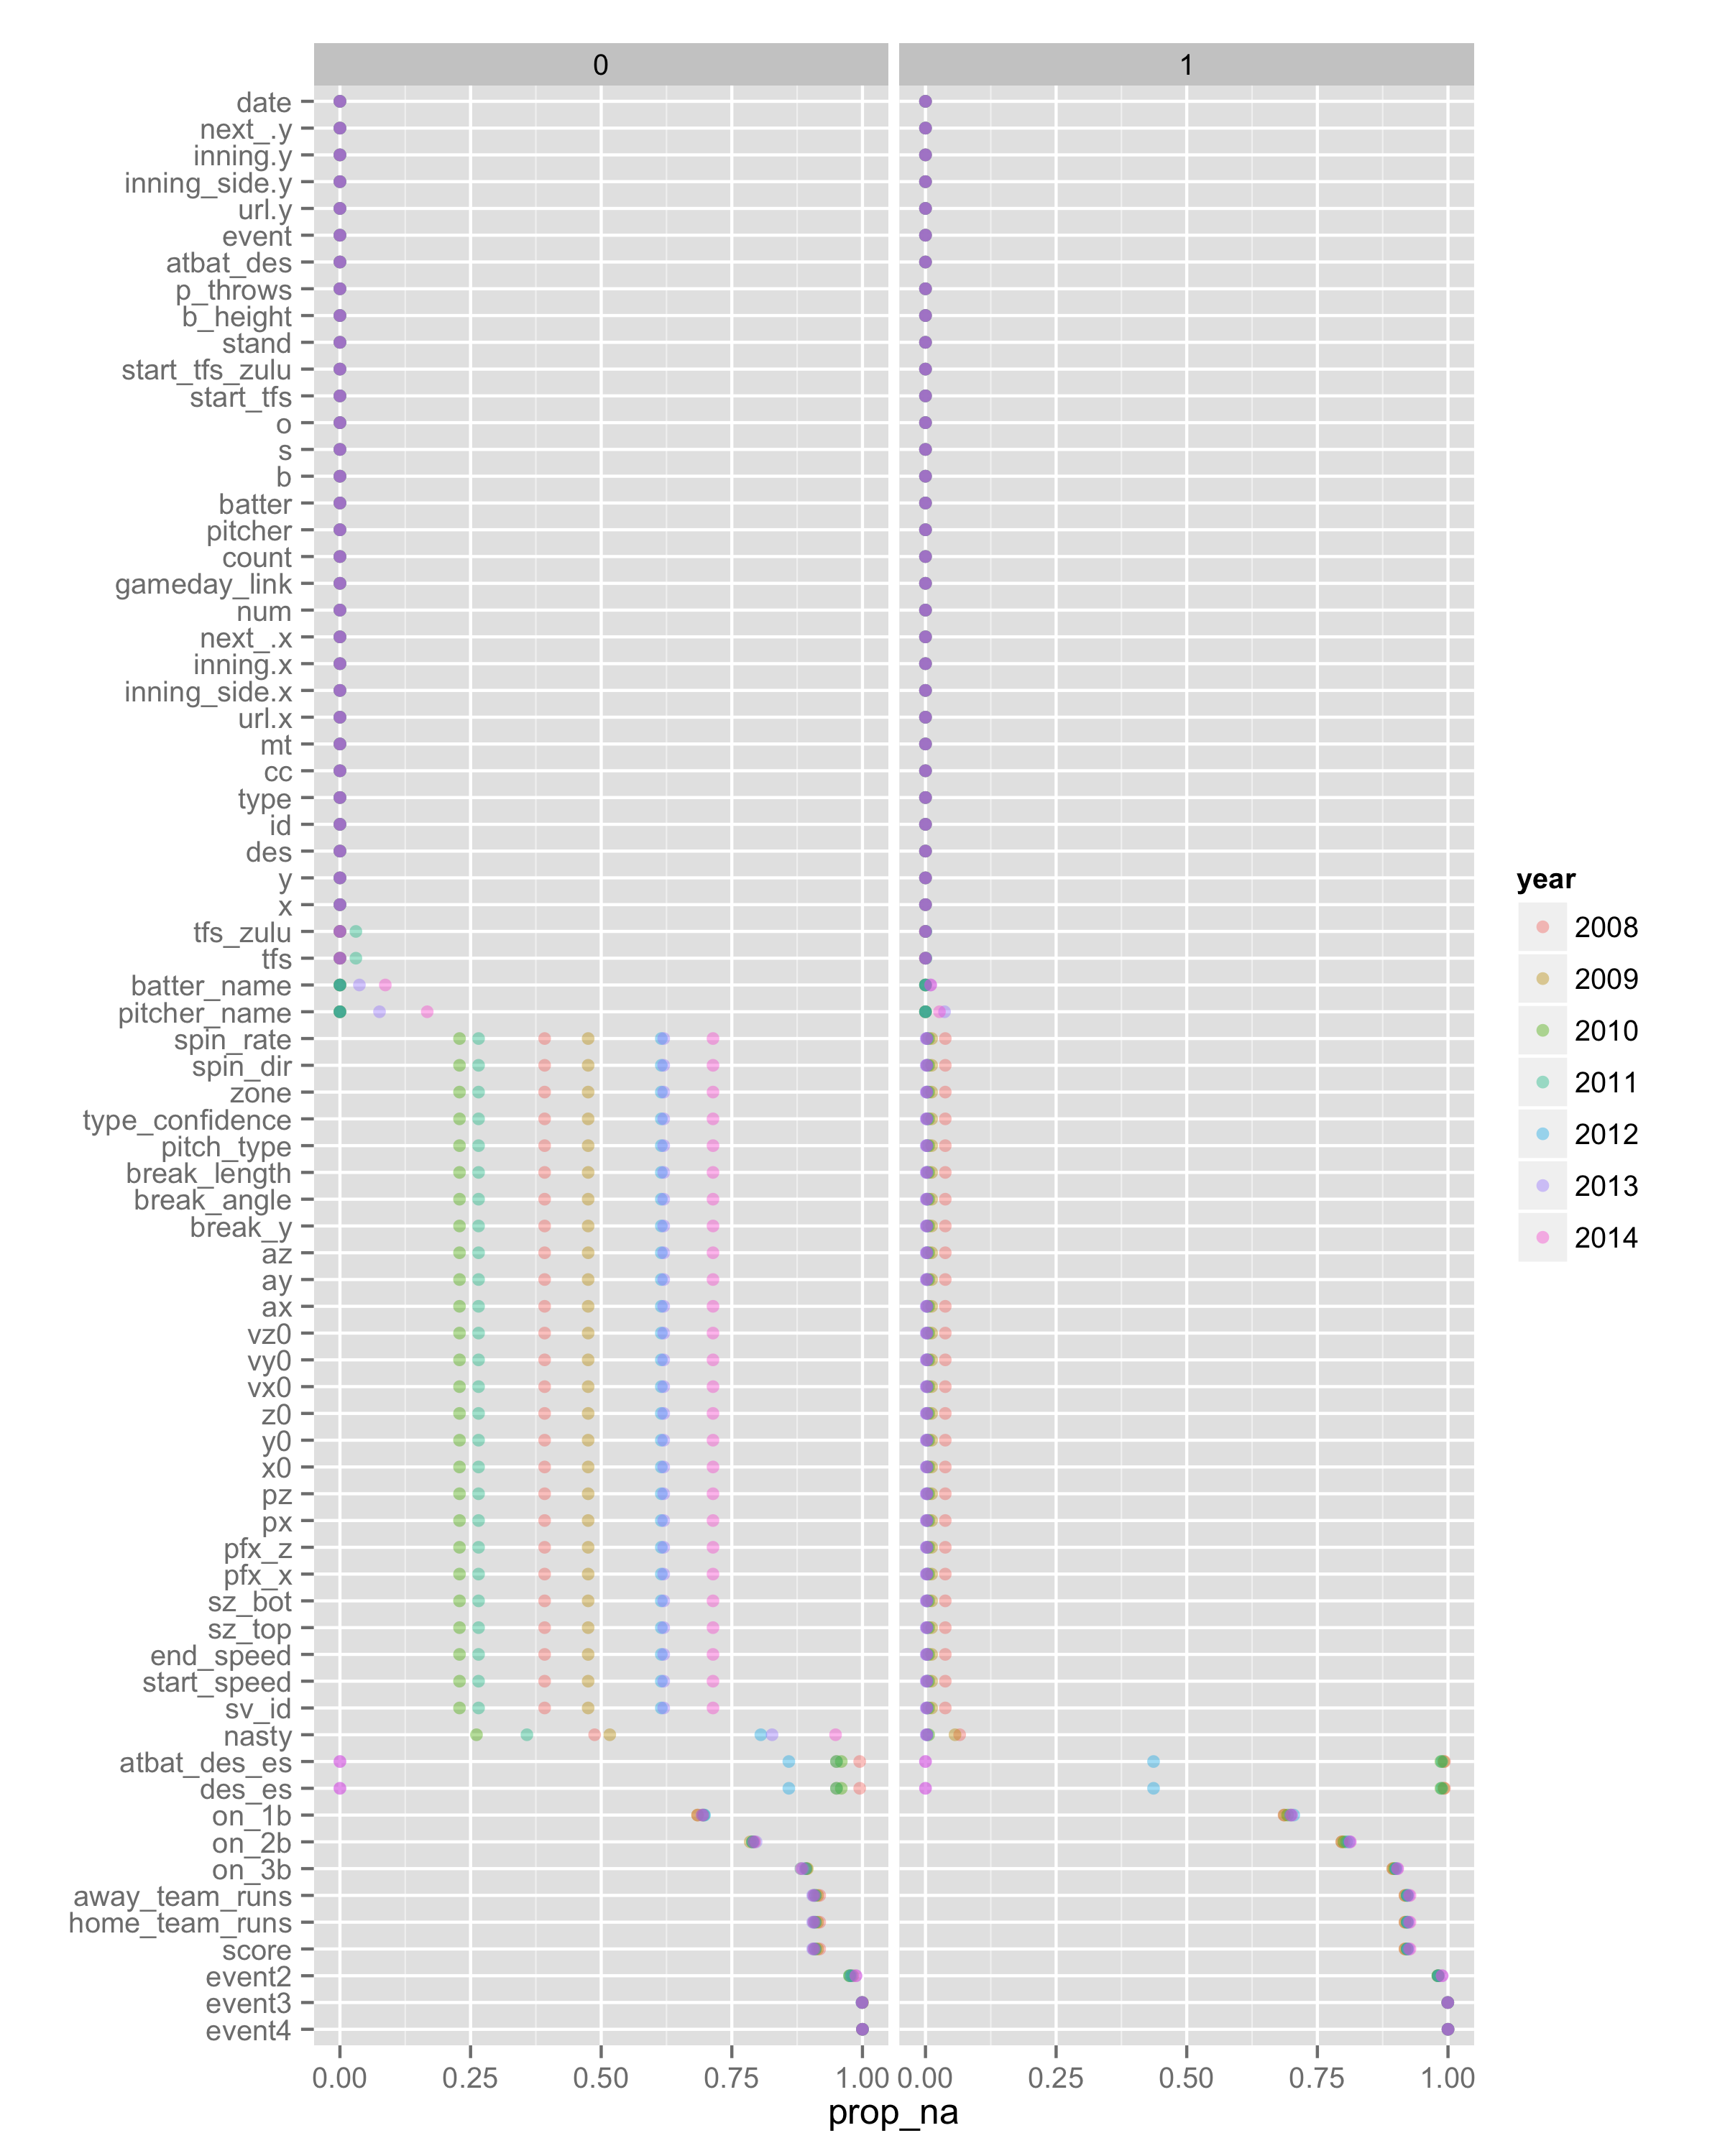 0 1
date
next_.y
inning.y
inning_side.y
url.y
event
atbat_des
p_throws
b_height
stand
start_tfs_zulu
start_tfs
o
s
b
batter
pitcher
count
gameday_link
num
next_.x
inning.x
inning_side.x
url.x
mt
cc
type
id
des
y
x
tfs_zulu
tfs
batter_name
pitcher_name
spin_rate
spin_dir
zone
type_confidence
pitch_type
break_length
break_angle
break_y
az
ay
ax
vz0
vy0
vx0
z0
y0
x0
pz
px
pfx_z
pfx_x
sz_bot
sz_top
end_speed
start_speed
sv_id
nasty
atbat_des_es
des_es
on_1b
on_2b
on_3b
away_team_runs
home_team_runs
score
event2
event3
event4
0.00 0.25 0.50 0.75 1.00 0.00 0.25 0.50 0.75 1.00
prop_na
year
2008
2009
2010
2011
2012
2013
2014